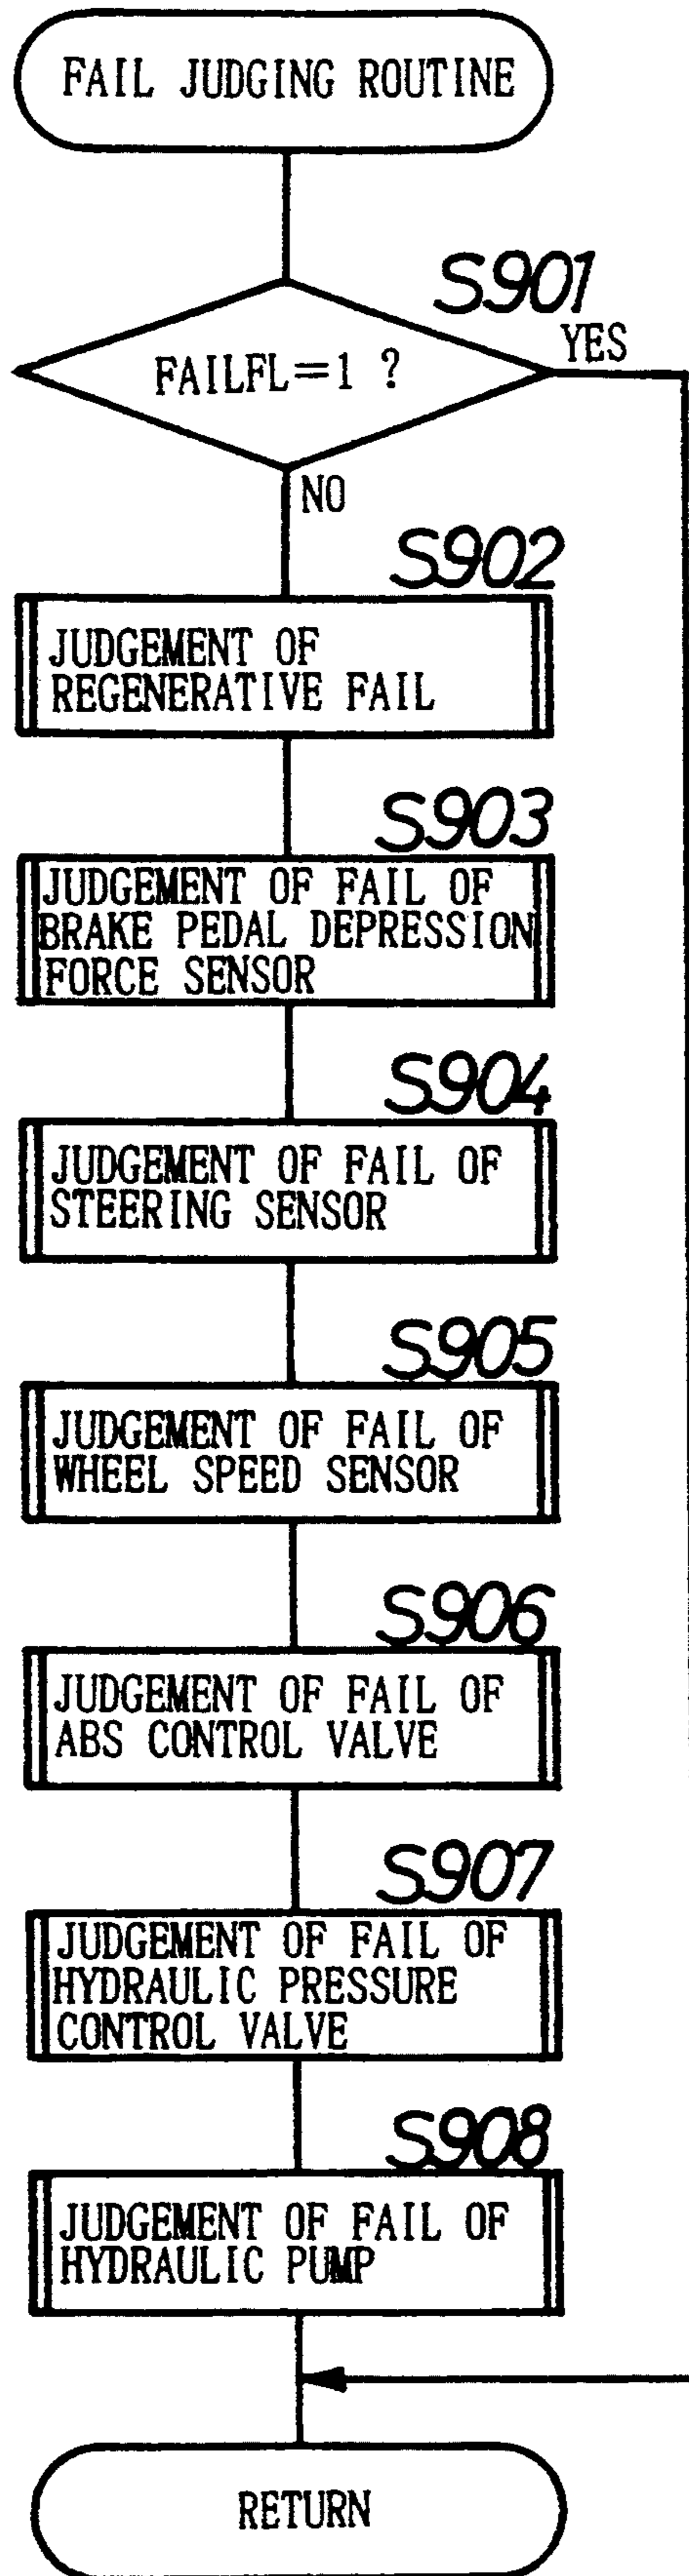 FAIL JUDGING ROUTINE
S901
FAILFL=1 ?
YES
NO
S902
JUDGEMENT OF
REGENERATIVE FAIL
S903
JUDGEMENT OF FAIL OF
BRAKE PEDAL DEPRESSION
FORCE SENSOR
S904
JUDGEMENT OF FAIL OF
STEERING SENSOR
S905
JUDGEMENT OF FAIL OF
WHEEL SPEED SENSOR
S906
JUDGEMENT OF FAIL OF
ABS CONTROL VALVE
S907
JUDGEMENT OF FAIL OF
HYDRAULIC PRESSURE
CONTROL VALVE
S908
JUDGEMENT OF FAIL OF
HYDRAULIC PUMP
RETURN